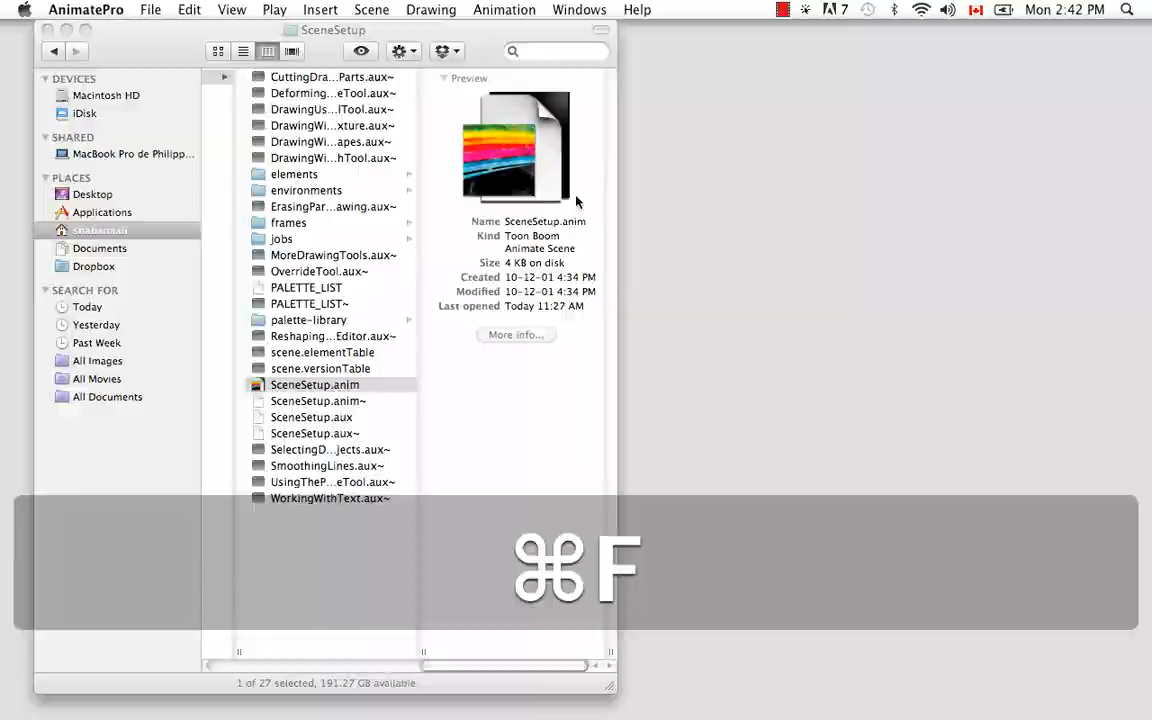 AnimatePro File Edit View Play Insert Scene Drawing Animation Windows Help 7 Mon 2:42 PM
SceneSetup
DEVICES
Macintosh HD
iDisk
SHARED
MacBook Pro de Philipp...
PLACES
Desktop
Applications
Documents
Dropbox
SEARCH FOR
Today
Yesterday
Past Week
All Images
All Movies
All Documents
CuttingDra...Parts.aux~
Deforming...eTool.aux~
DrawingUs...lTool.aux~
DrawingWi...xture.aux~
DrawingWi...apes.aux~
DrawingWi...hTool.aux~
elements
environments
ErasingPar...awing.aux~
frames
jobs
MoreDrawingTools.aux~
OverrideTool.aux~
PALETTE_LIST
PALETTE_LIST~
palette-library
Reshaping...Editor.aux~
scene.elementTable
scene.versionTable
SceneSetup.anim
SceneSetup.anim~
SceneSetup.aux
SceneSetup.aux~
SelectingD...jects.aux~
SmoothingLines.aux~
UsingTheP...eTool.aux~
WorkingWithText.aux~
Preview
Name SceneSetup.anim
Kind Toon Boom
Animate Scene
Size 4 KB on disk
Created 10-12-01 4:34 PM
Modified 10-12-01 4:34 PM
Last opened Today 11:27 AM
More info...
⌘F
1 of 27 selected, 191.27 GB available